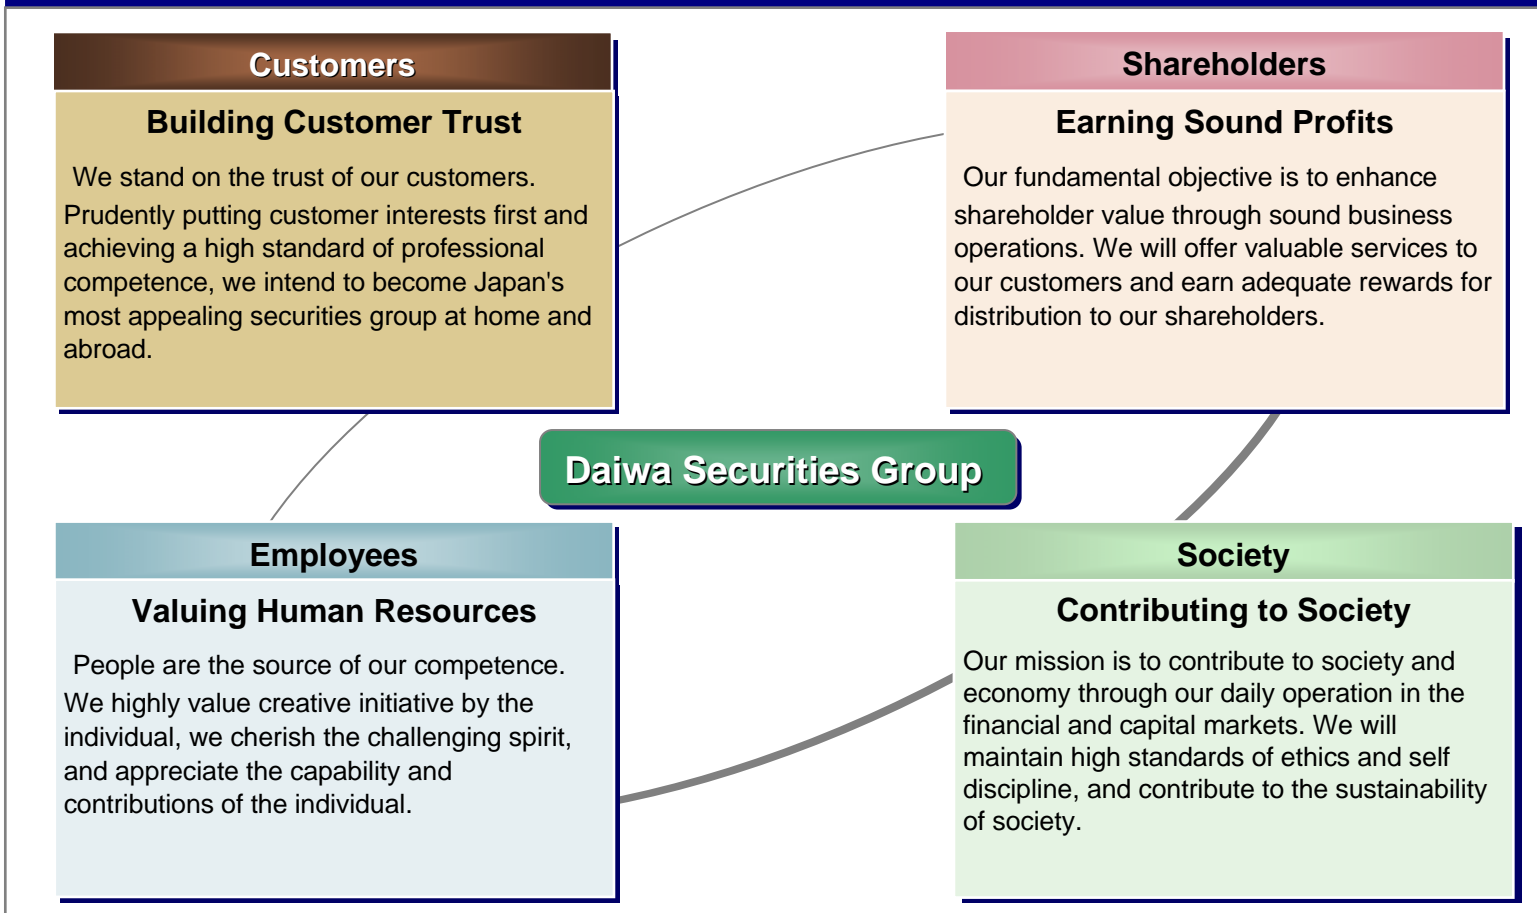 Customers
Building Customer Trust
We stand on the trust of our customers.
Prudently putting customer interests first and
achieving a high standard of professional
competence, we intend to become Japan's
most appealing securities group at home and
abroad.
Shareholders
Earning Sound Profits
Our fundamental objective is to enhance
shareholder value through sound business
operations. We will offer valuable services to
our customers and earn adequate rewards for
distribution to our shareholders.
Daiwa Securities Group
Employees
Valuing Human Resources
People are the source of our competence.
We highly value creative initiative by the
individual, we cherish the challenging spirit,
and appreciate the capability and
contributions of the individual.
Society
Contributing to Society
Our mission is to contribute to society and
economy through our daily operation in the
financial and capital markets. We will
maintain high standards of ethics and self
discipline, and contribute to the sustainability
of society.